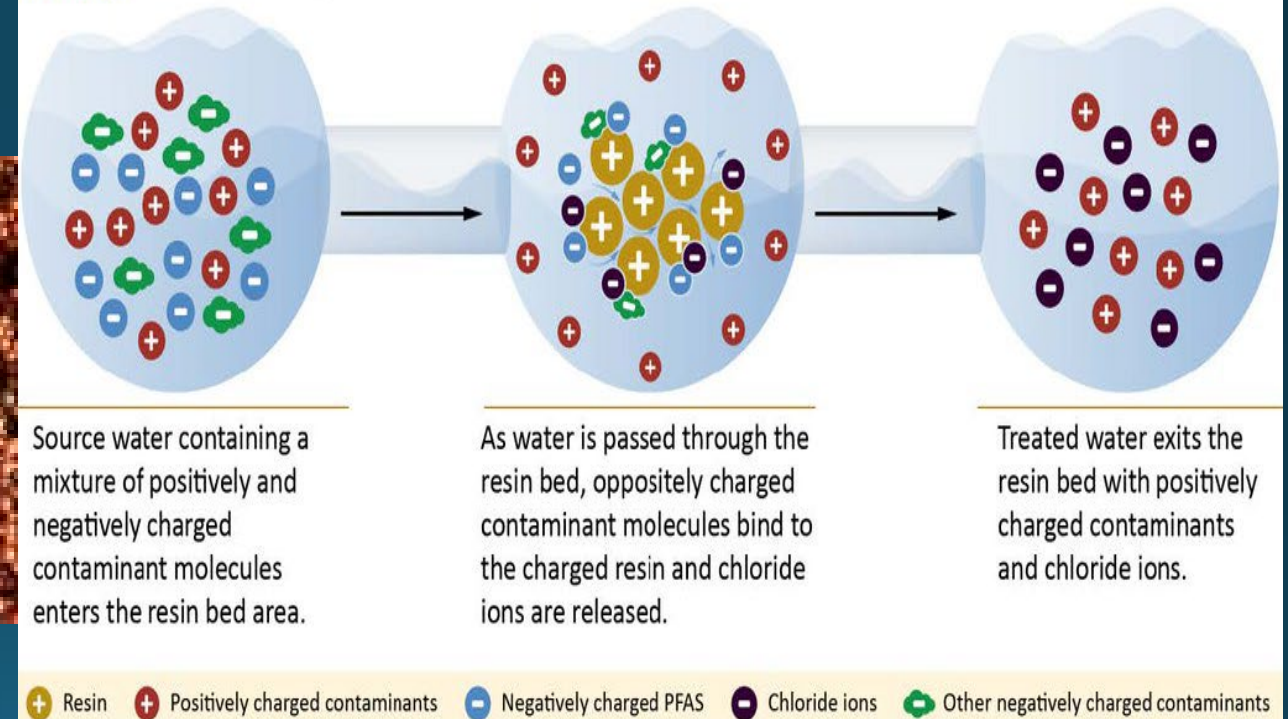 Source water containing a
mixture of positively and
negatively charged
contaminant molecules
enters the resin bed area.
As water is passed through the
resin bed, oppositely charged
contaminant molecules bind to
the charged resin and chloride
ions are released.
Treated water exits the
resin bed with positively
charged contaminants
and chloride ions.
Resin Positively charged contaminants Negatively charged PFAS Chloride ions Other negatively charged contaminants